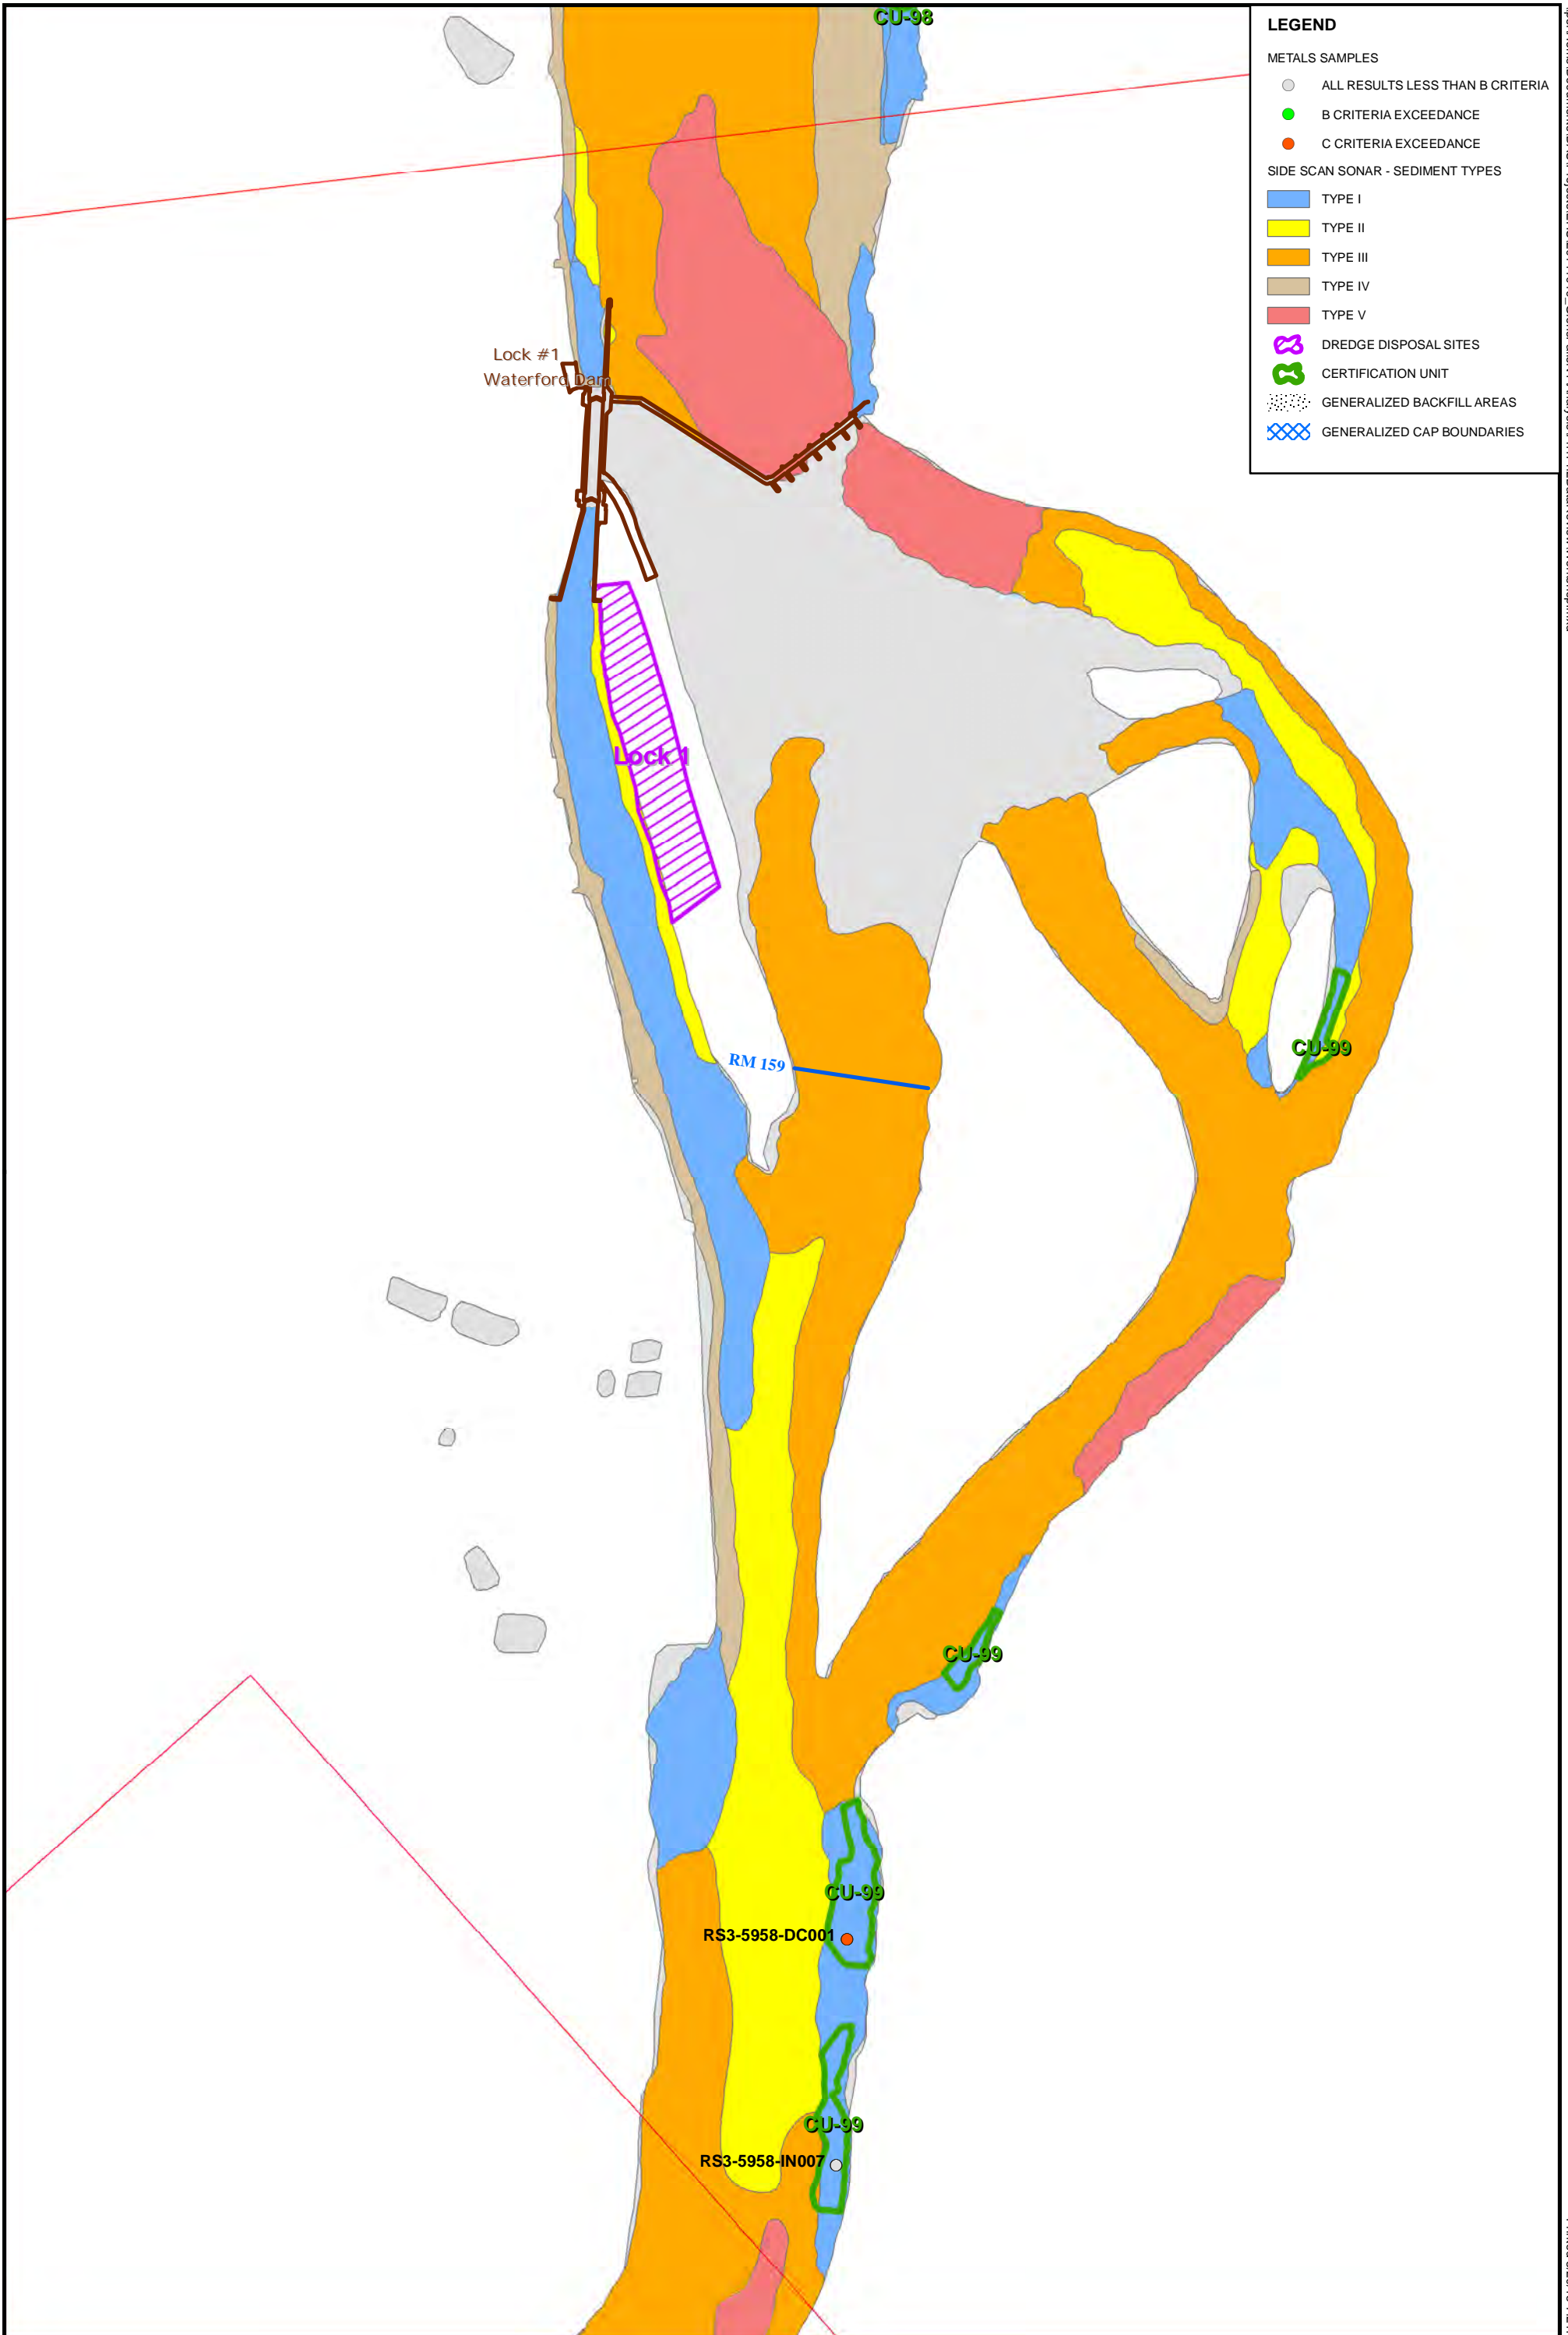 CU-98
LEGEND
METALS SAMPLES
ALL RESULTS LESS THAN B CRITERIA
B CRITERIA EXCEEDANCE
C CRITERIA EXCEEDANCE
SIDE SCAN SONAR - SEDIMENT TYPES
TYPE I
TYPE II
TYPE III
TYPE IV
TYPE V
DREDGE DISPOSAL SITES
CERTIFICATION UNIT
GENERALIZED BACKFILL AREAS
GENERALIZED CAP BOUNDARIES
Lock #1
Waterford Dam
Lock 1
CU-99
RM 159
CU-99
CU-99
RS3-5958-DC001
CU-99
RS3-5958-IN007